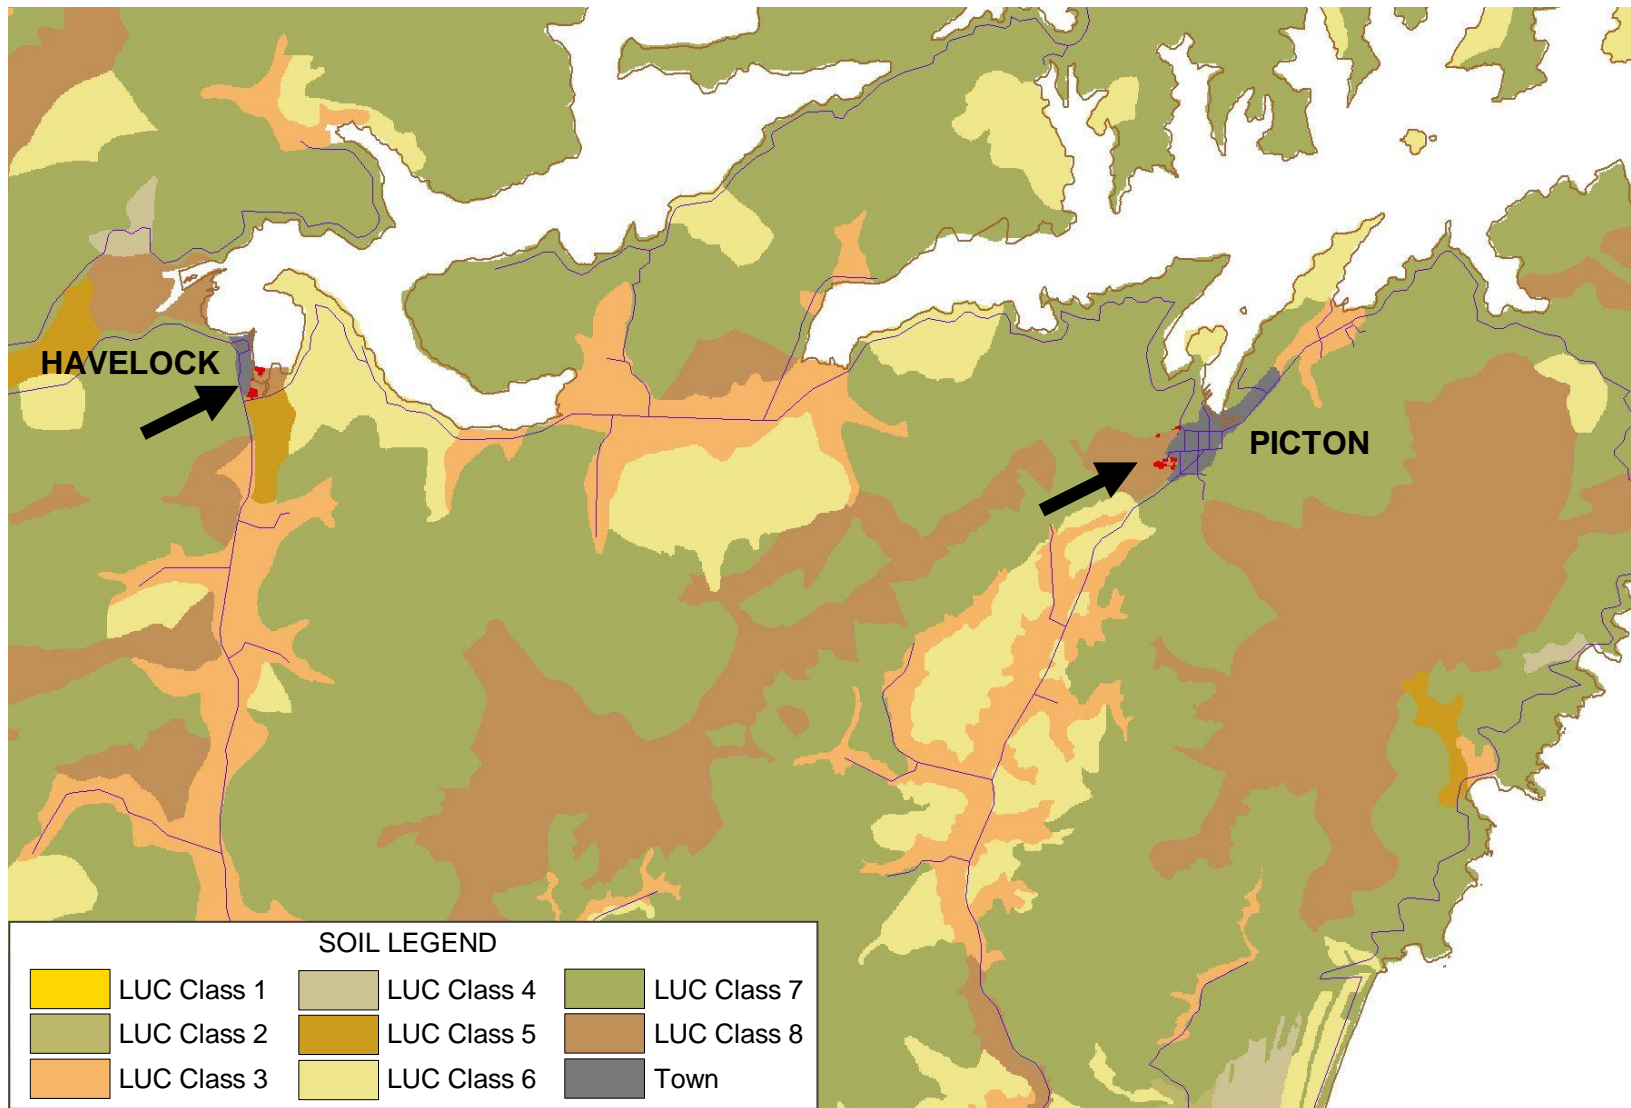 HAVELOCK
PICTON
SOIL LEGEND
LUC Class 1
LUC Class 4
LUC Class 7
LUC Class 2
LUC Class 5
LUC Class 8
LUC Class 3
LUC Class 6
Town